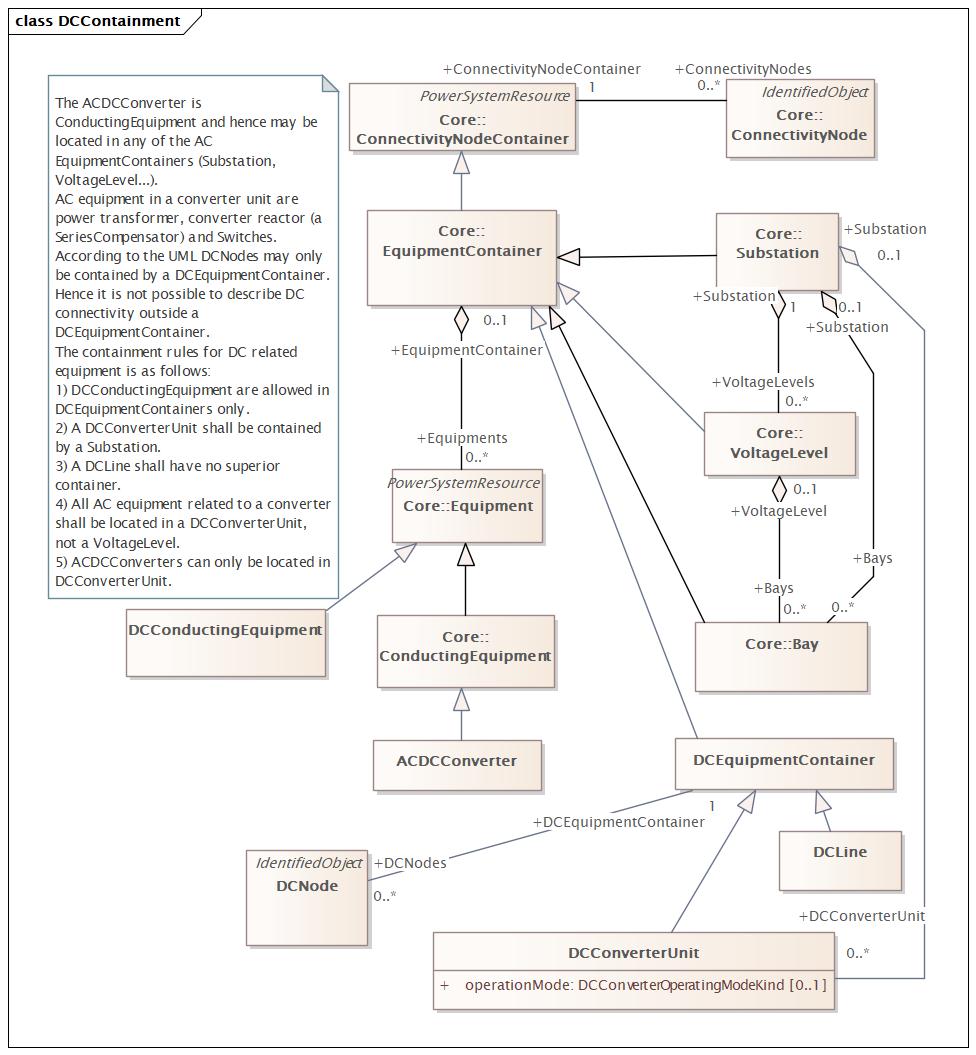 class DCContainment
The ACDCConverter is
ConductingEquipment and hence may be
located in any of the AC
EquipmentContainers (Substation,
VoltageLevel...).
AC equipment in a converter unit are
power transformer, converter reactor (a
SeriesCompensator) and Switches.
According to the UML DCNodes may only
be contained by a DCEquipmentContainer.
Hence it is not possible to describe DC
connectivity outside a
DCEquipmentContainer.
The containment rules for DC related
equipment is as follows:
1) DCConductingEquipment are allowed in
DCEquipmentContainers only.
2) A DCConverterUnit shall be contained
by a Substation.
3) A DCLine shall have no superior
container.
4) All AC equipment related to a converter
shall be located in a DCConverterUnit,
not a VoltageLevel.
5) ACDCConverters can only be located in
DCConverterUnit.
+ConnectivityNodeContainer
+ConnectivityNodes
1
0..*
PowerSystemResource
Core::
ConnectivityNodeContainer
IdentifiedObject
Core::
ConnectivityNode
Core::
EquipmentContainer
Core::
Substation
+Substation
0..1
+Substation
1
0..1
+Substation
0..1
+EquipmentContainer
+VoltageLevels
0..*
Core::
VoltageLevel
+Equipments
0..*
PowerSystemResource
Core::Equipment
0..1
+VoltageLevel
+Bays
+Bays
0..*
0..*
Core::Bay
DCConductingEquipment
Core::
ConductingEquipment
ACDCConverter
DCEquipmentContainer
1
+DCEquipmentContainer
DCLine
IdentifiedObject
DCNode
+DCNodes
0..*
+DCConverterUnit
0..*
DCConverterUnit
+ operationMode: DCConverterOperatingModeKind [0..1]